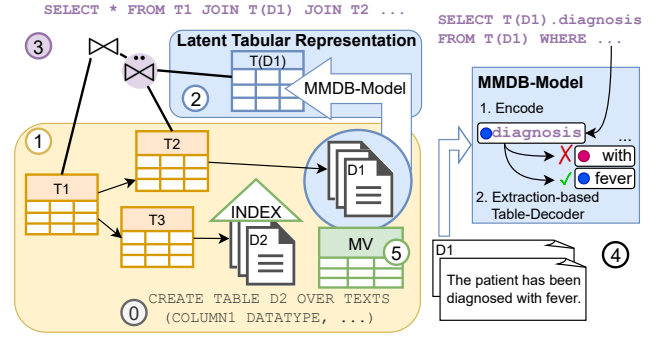 SELECT * FROM T1 JOIN T(D1) JOIN T2 ...
SELECT T(D1).diagnosis
FROM T(D1) WHERE ...
3
Latent Tabular Representation
T(D1)
2
MMDB-Model
MMDB-Model
1. Encode
diagnosis
...
with
fever
2. Extraction-based
Table-Decoder
1
T2
D1
T1
T3
INDEX
D2
MV
5
0
CREATE TABLE D2 OVER TEXTS
(COLUMN1 DATATYPE, ...)
D1
The patient has been
diagnosed with fever.
4